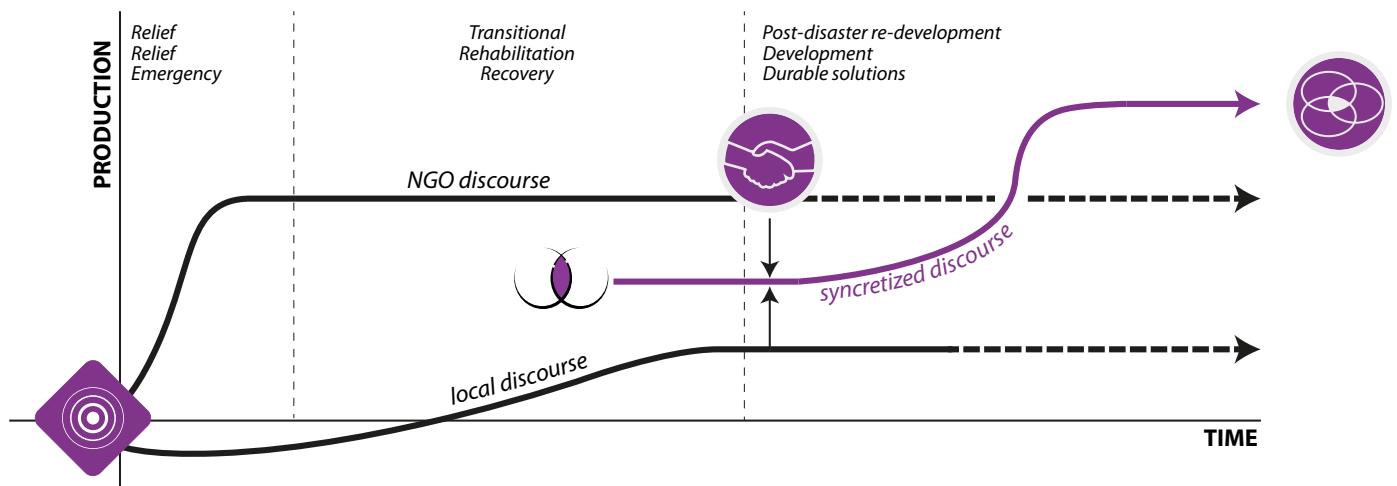 PRODUCTION
Relief
Relief
Emergency
Transitional
Rehabilitation
Recovery
Post-disaster re-development
Development
Durable solutions
NGO discourse
syncretized discourse
local discourse
TIME